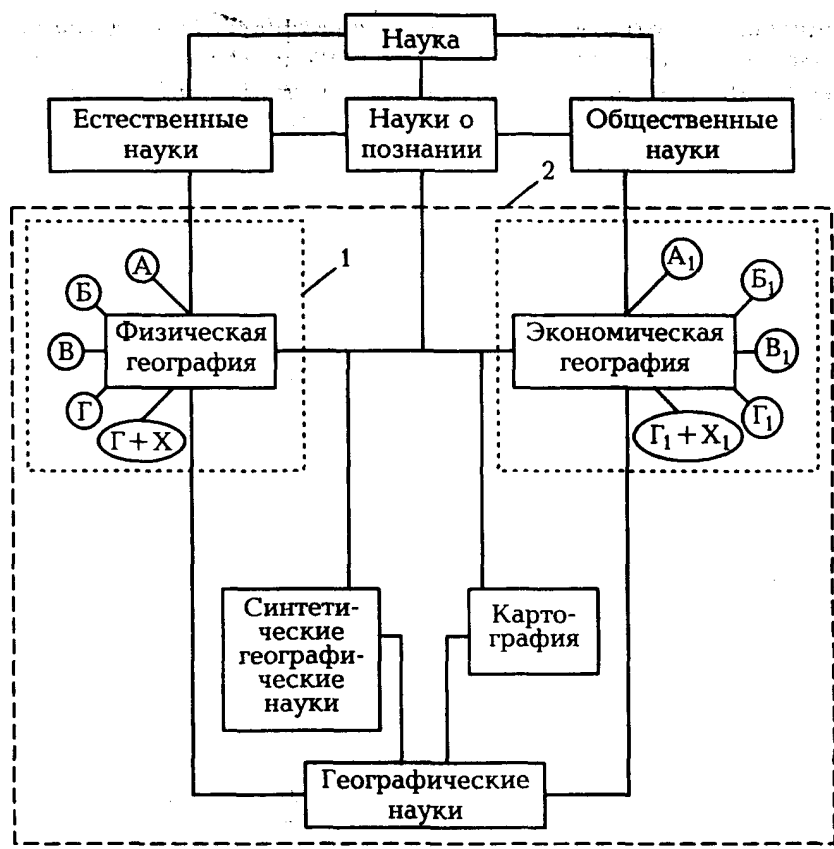 Наука
Естественные
науки
Науки о
познании
Общественные
науки
2
1
А
Б
В
Г
Г+Х
Физическая
география
А₁
Б₁
В₁
Г₁
Г₁+Х₁
Экономическая
география
Синтети-
ческие
географи-
ческие
науки
Карто-
графия
Географические
науки